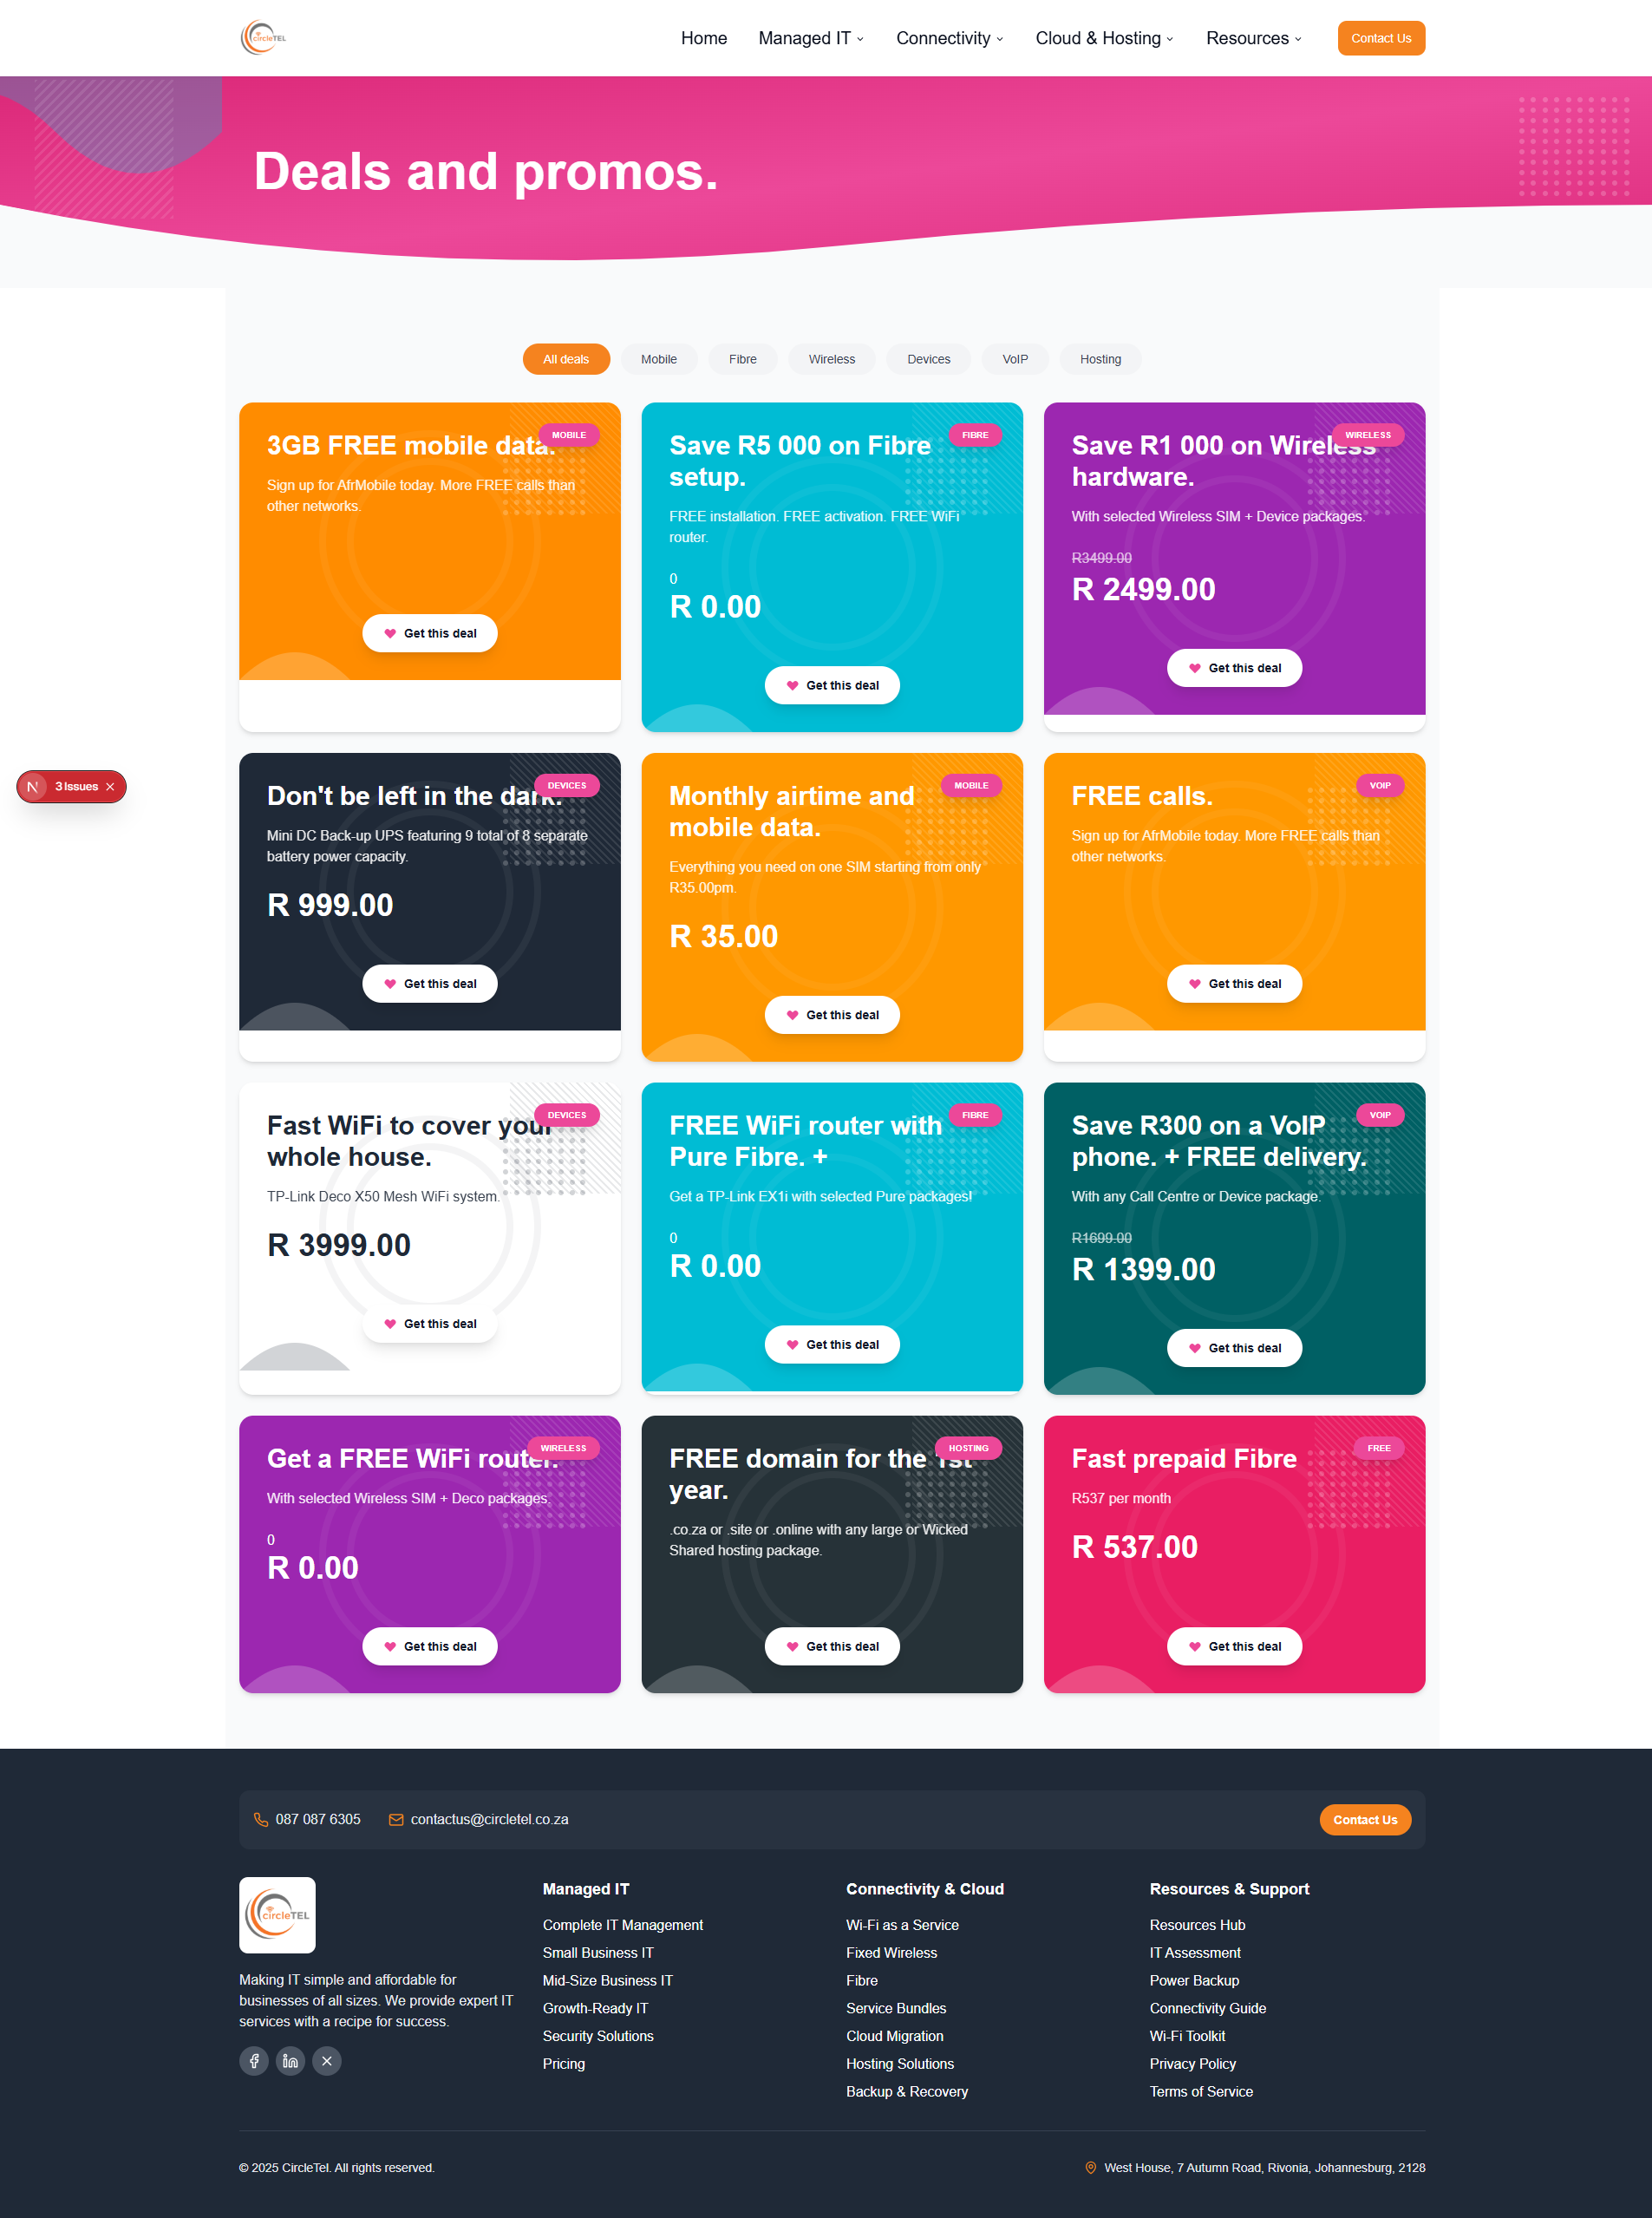 circleTEL
Home
Managed IT
Connectivity
Cloud & Hosting
Resources
Contact Us
Deals and promos.
All deals
Mobile
Fibre
Wireless
Devices
VoIP
Hosting
3GB FREE mobile data.
MOBILE
Sign up for AfrMobile today. More FREE calls than
other networks.
Get this deal
Save R5 000 on Fibre
setup.
FIBRE
FREE installation. FREE activation. FREE WiFi
router.
0
R 0.00
Get this deal
Save R1 000 on Wireless
hardware.
WIRELESS
With selected Wireless SIM + Device packages.
R3499.00
R 2499.00
Get this deal
3 Issues
Don't be left in the dark.
DEVICES
Mini DC Back-up UPS featuring 9 total of 8 separate
battery power capacity.
R 999.00
Get this deal
Monthly airtime and
mobile data.
MOBILE
Everything you need on one SIM starting from only
R35.00pm.
R 35.00
Get this deal
FREE calls.
VOIP
Sign up for AfrMobile today. More FREE calls than
other networks.
Get this deal
Fast WiFi to cover your
whole house.
DEVICES
TP-Link Deco X50 Mesh WiFi system.
R 3999.00
Get this deal
FREE WiFi router with
Pure Fibre. +
FIBRE
Get a TP-Link EX1i with selected Pure packages!
0
R 0.00
Get this deal
Save R300 on a VoIP
phone. + FREE delivery.
VOIP
With any Call Centre or Device package.
R1699.00
R 1399.00
Get this deal
Get a FREE WiFi router.
WIRELESS
With selected Wireless SIM + Deco packages.
0
R 0.00
Get this deal
FREE domain for the 1st
year.
HOSTING
.co.za or .site or .online with any large or Wicked
Shared hosting package.
Get this deal
Fast prepaid Fibre
FREE
R537 per month
R 537.00
Get this deal
087 087 6305
contactus@circletel.co.za
Contact Us
circleTEL
Making IT simple and affordable for
businesses of all sizes. We provide expert IT
services with a recipe for success.
Managed IT
Complete IT Management
Small Business IT
Mid-Size Business IT
Growth-Ready IT
Security Solutions
Pricing
Connectivity & Cloud
Wi-Fi as a Service
Fixed Wireless
Fibre
Service Bundles
Cloud Migration
Hosting Solutions
Backup & Recovery
Resources & Support
Resources Hub
IT Assessment
Power Backup
Connectivity Guide
Wi-Fi Toolkit
Privacy Policy
Terms of Service
© 2025 CircleTel. All rights reserved.
West House, 7 Autumn Road, Rivonia, Johannesburg, 2128